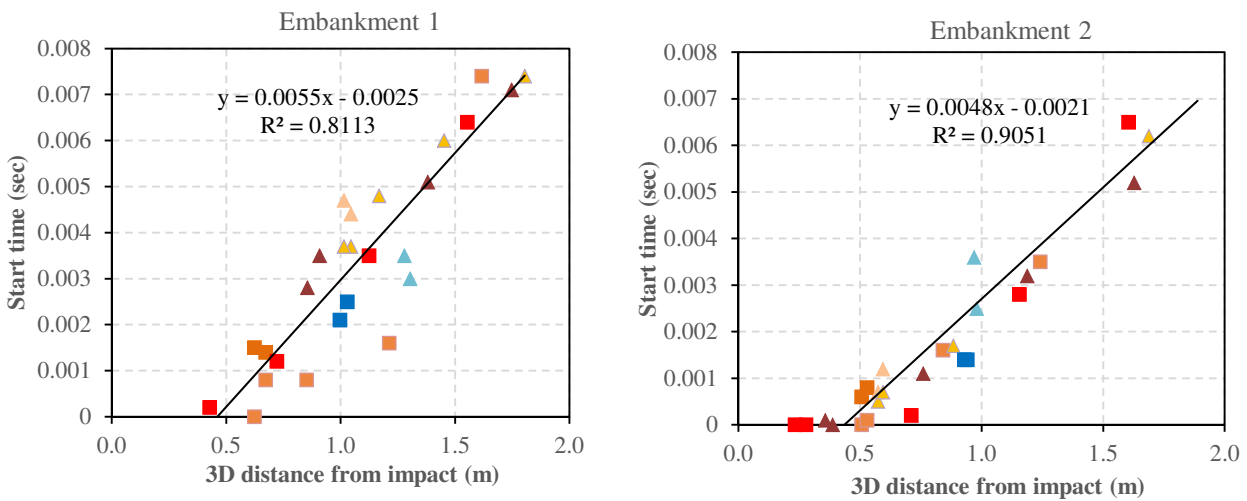 Embankment 1
0.008
0.007
0.006
0.005
0.004
0.003
0.002
0.001
0
y = 0.0055x - 0.0025
R² = 0.8113
Start time (sec)
0.0 0.5 1.0 1.5 2.0
3D distance from impact (m)
Embankment 2
0.008
0.007
0.006
0.005
0.004
0.003
0.002
0.001
0.000
y = 0.0048x - 0.0021
R² = 0.9051
Start time (sec)
0.0 0.5 1.0 1.5 2.0
3D distance from impact (m)